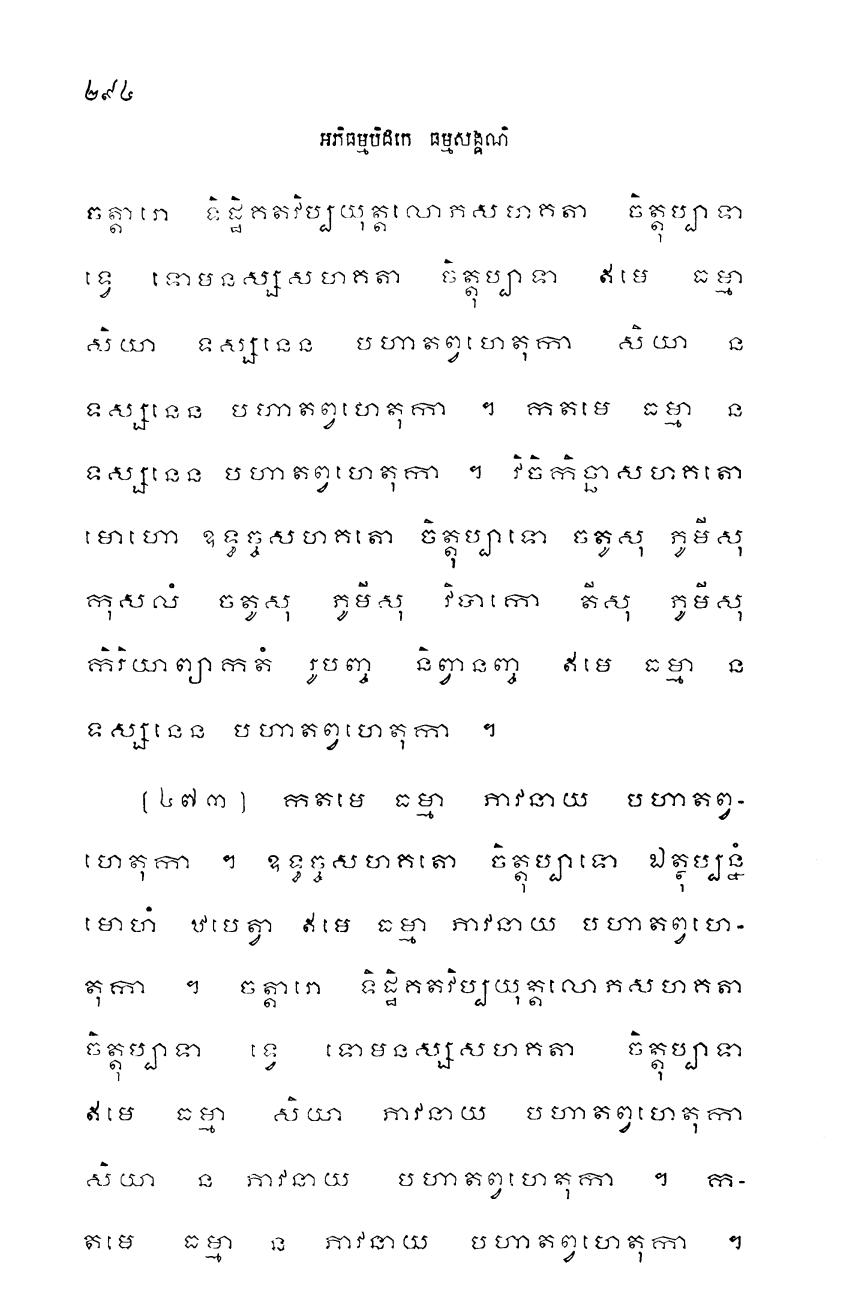 ២៩៤
អភិធម្មបិដកេ ធម្មសង្គណិ
ចត្តារោ ទិដ្ឋិគតវិប្បយុត្តលោភសហគតា ចិត្តុប្បាទា
ទ្វេ ទោមនស្សសហគតា ចិត្តុប្បាទា ឥមេ ធម្មា
សិយា ទស្សនេន បហាតព្វហេតុកា សិយា ន
ទស្សនេន បហាតព្វហេតុកា ។ កតមេ ធម្មា ន
ទស្សនេន បហាតព្វហេតុកា ។ វិចិកិច្ឆាសហគតោ
មោហោ ឧទ្ធច្ចសហគតោ ចិត្តុប្បាទោ ចតូសុ ភូមីសុ
កុសលំ ចតូសុ ភូមីសុ វិបាកោ តីសុ ភូមីសុ
កិរិយាព្យាកតំ រូបញ្ច និព្វានញ្ច ឥមេ ធម្មា ន
ទស្សនេន បហាតព្វហេតុកា ។
(៤៧៣) កតមេ ធម្មា ភាវនាយ បហាតព្វ-
ហេតុកា ។ ឧទ្ធច្ចសហគតោ ចិត្តុប្បាទោ ឯត្ថុប្បន្នំ
មោហំ ឋបេត្វា ឥមេ ធម្មា ភាវនាយ បហាតព្វហេ-
តុកា ។ ចត្តារោ ទិដ្ឋិគតវិប្បយុត្តលោភសហគតា
ចិត្តុប្បាទា ទ្វេ ទោមនស្សសហគតា ចិត្តុប្បាទា
ឥមេ ធម្មា សិយា ភាវនាយ បហាតព្វហេតុកា
សិយា ន ភាវនាយ បហាតព្វហេតុកា ។ ក-
តមេ ធម្មា ន ភាវនាយ បហាតព្វហេតុកា ។